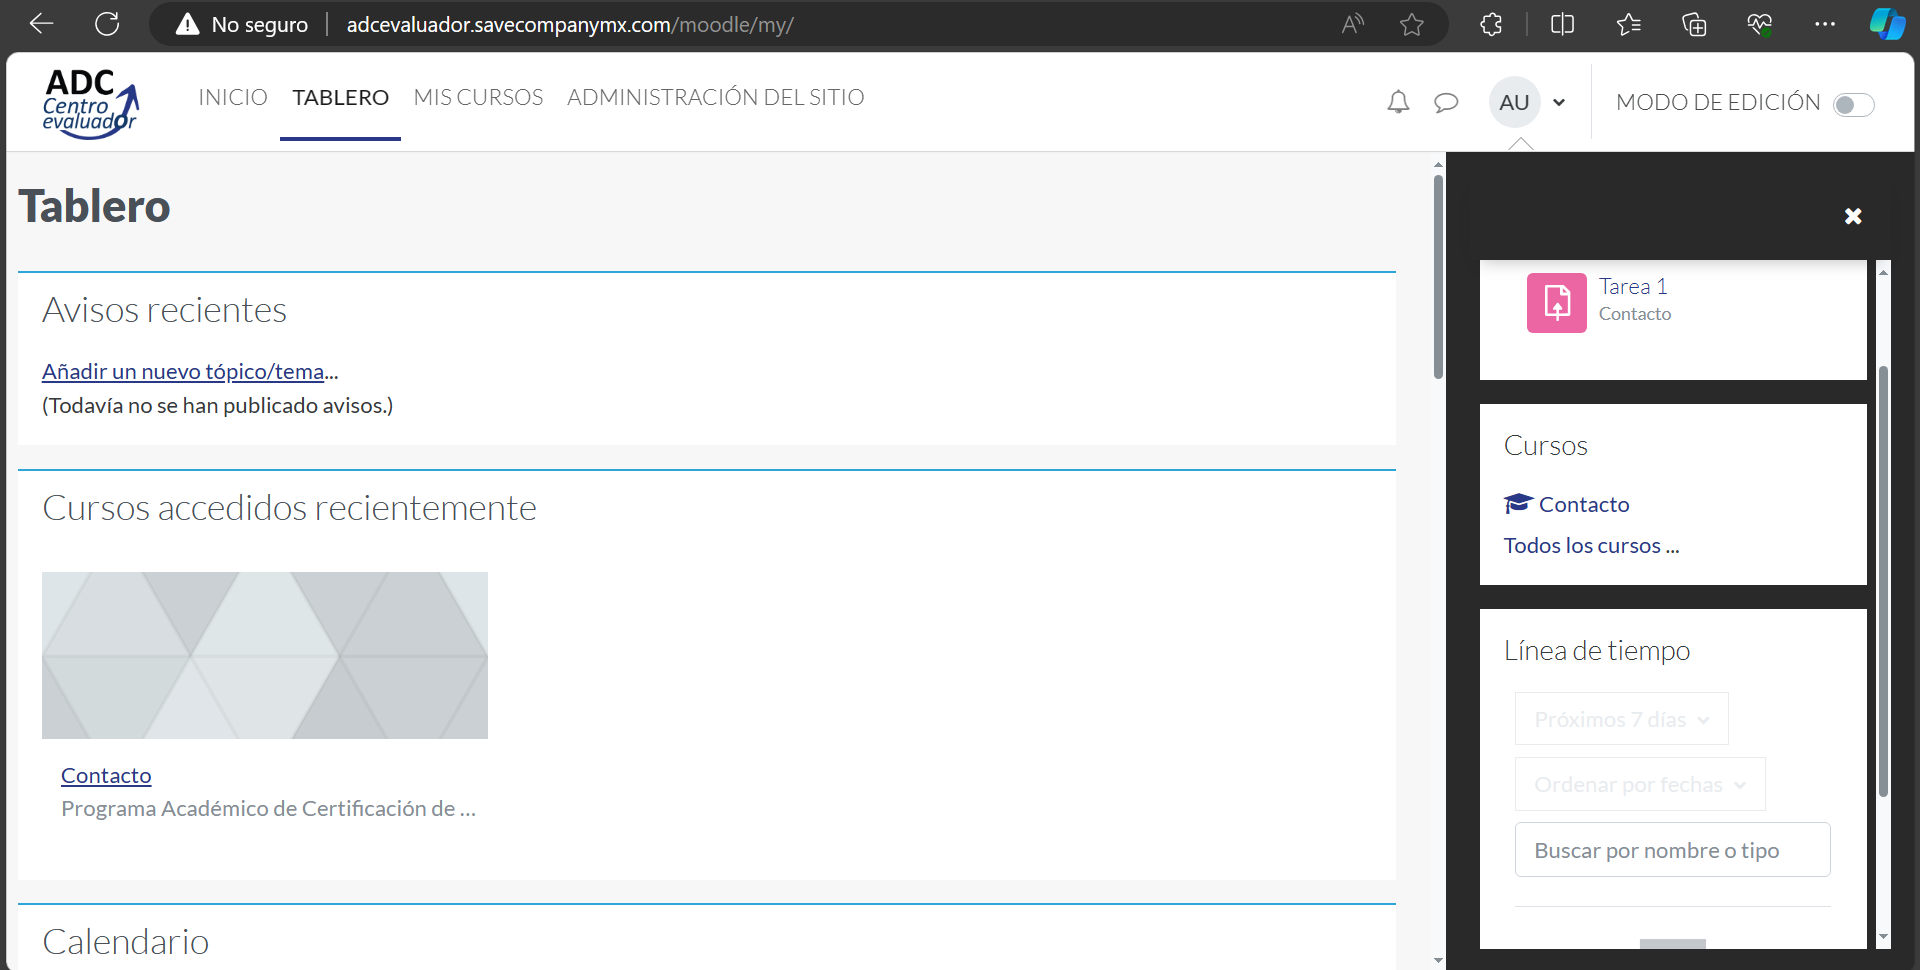 No seguro
adcevaluador.savecompanymx.com/moodle/my/
ADC
Centro
evaluador
INICIO
TABLERO
MIS CURSOS
ADMINISTRACIÓN DEL SITIO
AU
MODO DE EDICIÓN
Tablero
Avisos recientes
Añadir un nuevo tópico/tema...
(Todavía no se han publicado avisos.)
Cursos accedidos recientemente
Contacto
Programa Académico de Certificación de ...
Calendario
Tarea 1
Contacto
Cursos
Contacto
Todos los cursos ...
Línea de tiempo
Próximos 7 días
Ordenar por fechas
Buscar por nombre o tipo